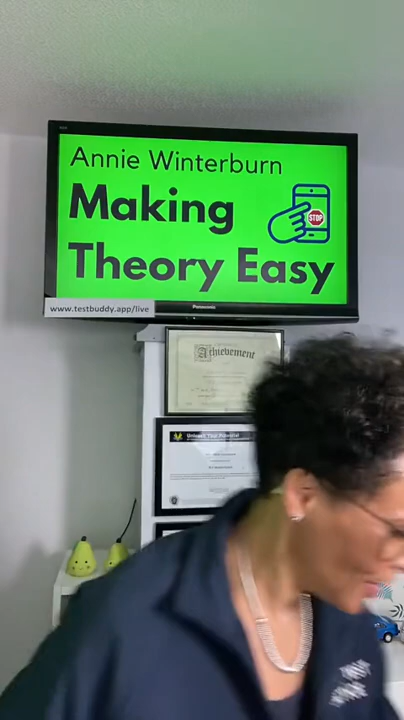 Annie Winterburn
Making
Theory Easy
STOP
www.testbuddy.app/live
Panasonic
Achievement
Unleash Your Potential